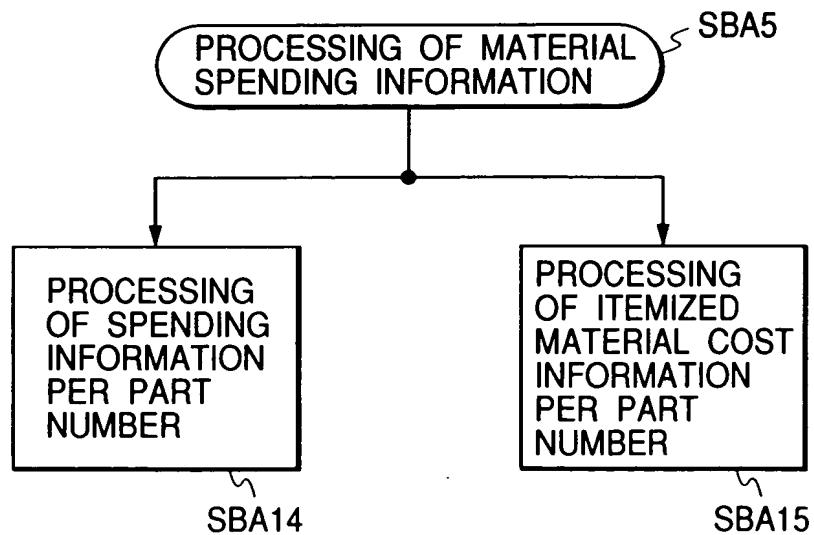 SBA5
PROCESSING OF MATERIAL
SPENDING INFORMATION
PROCESSING
OF SPENDING
INFORMATION
PER PART
NUMBER
SBA14
PROCESSING
OF ITEMIZED
MATERIAL COST
INFORMATION
PER PART
NUMBER
SBA15